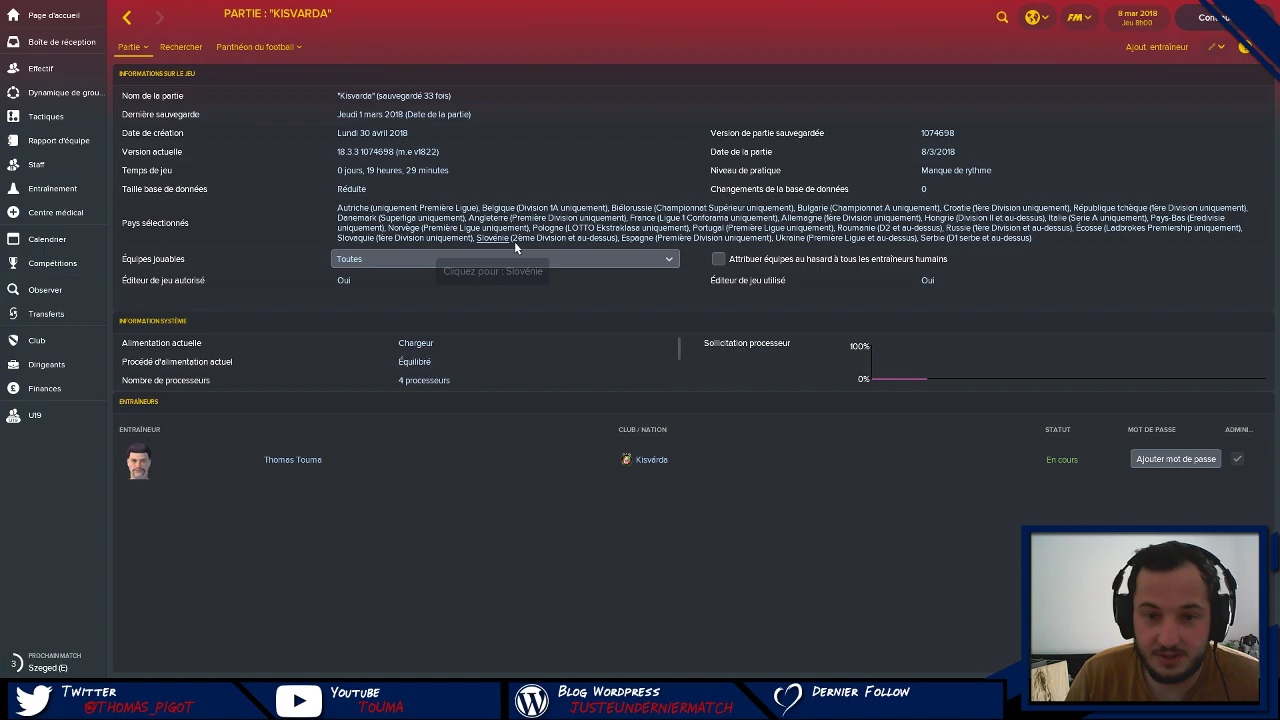 Page d'accueil
PARTIE : "KISVARDA"
8 mar 2018
Jeu 8h00
FM
Boîte de réception
Partie
Rechercher
Panthéon du football
Ajout. entraîneur
Effectif
Dynamique de grou...
Tactiques
Rapport d'équipe
Staff
Entraînement
Centre médical
Calendrier
Compétitions
Observer
Transferts
Club
Dirigeants
Finances
U19
INFORMATIONS SUR LE JEU
Nom de la partie "Kisvarda" (sauvegardé 33 fois)
Dernière sauvegarde Jeudi 1 mars 2018 (Date de la partie)
Date de création Lundi 30 avril 2018 Version de partie sauvegardée 1074698
Version actuelle 18.3.3 1074698 (m.e v1822) Date de la partie 8/3/2018
Temps de jeu 0 jours, 19 heures, 29 minutes Niveau de pratique Manque de rythme
Taille base de données Réduite Changements de la base de données 0
Pays sélectionnés
Autriche (uniquement Première Ligue), Belgique (Division 1A uniquement), Biélorussie (Championnat Supérieur uniquement), Bulgarie (Championnat A uniquement), Croatie (1ère Division uniquement), République tchèque (1ère Division uniquement),
Danemark (Superliga uniquement), Angleterre (Première Division uniquement), France (Ligue 1 Conforama uniquement), Allemagne (1ère Division uniquement), Hongrie (Division II et au-dessus), Italie (Serie A uniquement), Pays-Bas (Eredivisie
uniquement), Norvège (Première Ligue uniquement), Pologne (LOTTO Ekstraklasa uniquement), Portugal (Première Ligue uniquement), Roumanie (D2 et au-dessus), Russie (1ère Division uniquement), Écosse (Ladbrokes Premiership uniquement),
Slovaquie (1ère Division uniquement), Slovénie (2ème Division et au-dessus), Espagne (Première Division uniquement), Ukraine (Première Ligue et au-dessus), Serbie (D1 serbe et au-dessus)
Équipes jouables Toutes Attribuer équipes au hasard à tous les entraîneurs humains
Cliquez pour : Slovénie
Éditeur de jeu autorisé Oui Éditeur de jeu utilisé Oui
INFORMATION SYSTÈME
Alimentation actuelle Chargeur Sollicitation processeur 100%
Procédé d'alimentation actuel Équilibré
Nombre de processeurs 4 processeurs 0%
ENTRAÎNEURS
ENTRAÎNEUR CLUB / NATION STATUT MOT DE PASSE ADMINI...
Thomas Touma Kisvárda En cours Ajouter mot de passe
3
PROCHAIN MATCH
Szeged (E)
Twitter
@Thomas_Pigot
Youtube
Touma
Blog Wordpress
justeunderniermatch
Dernier Follow